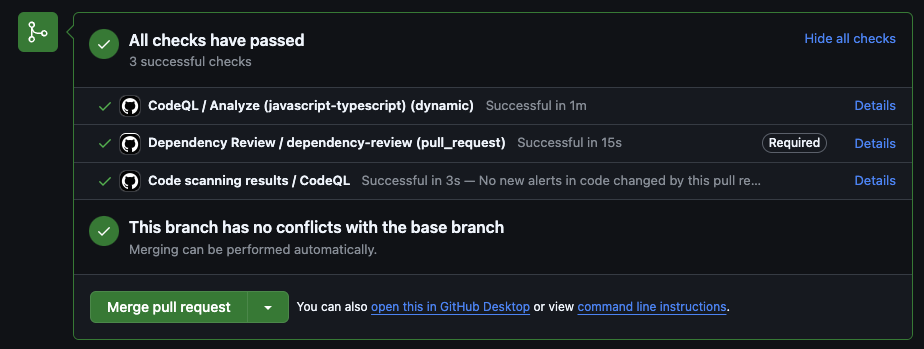 All checks have passed
Hide all checks
3 successful checks
CodeQL / Analyze (javascript-typescript) (dynamic) Successful in 1m Details
Dependency Review / dependency-review (pull_request) Successful in 15s Required Details
Code scanning results / CodeQL Successful in 3s — No new alerts in code changed by this pull re... Details
This branch has no conflicts with the base branch
Merging can be performed automatically.
Merge pull request You can also open this in GitHub Desktop or view command line instructions.